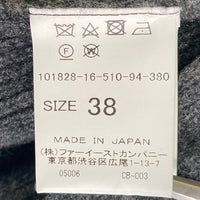 101828-16-510-94-380
SIZE 38
MADE IN JAPAN
(株)ファーイーストカンパニー
東京都渋谷区広尾1-13-7
05006 CB-003